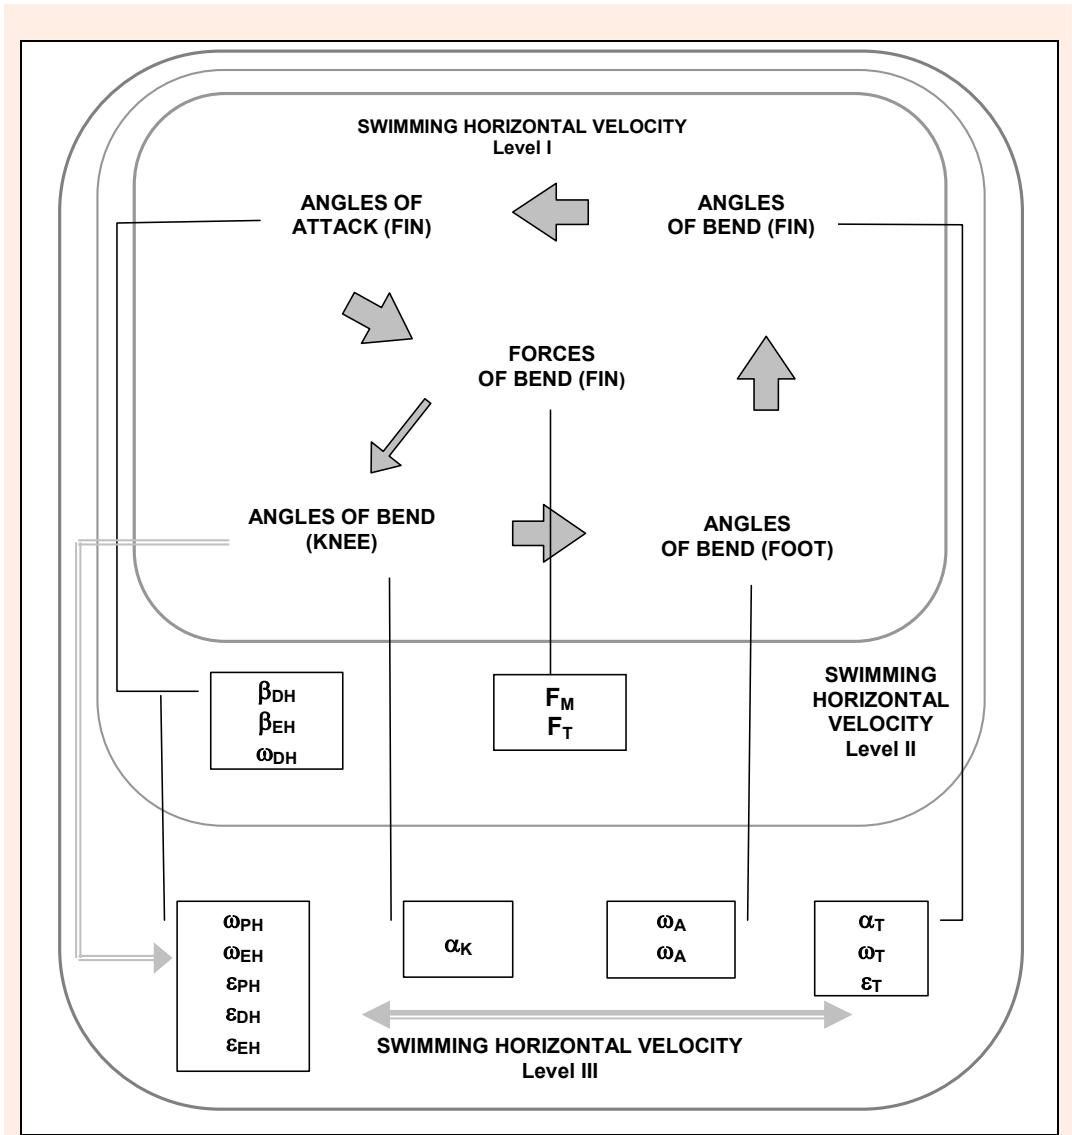 SWIMMING HORIZONTAL VELOCITY
Level I
ANGLES OF
ATTACK (FIN)
ANGLES
OF BEND (FIN)
FORCES
OF BEND (FIN)
ANGLES OF BEND
(KNEE)
ANGLES
OF BEND (FOOT)
SWIMMING
HORIZONTAL
VELOCITY
Level II
βDH
βEH
ωDH
FM
FT
ωPH
ωEH
εPH
εDH
εEH
αK
ωA
ωA
αT
ωT
εT
SWIMMING HORIZONTAL VELOCITY
Level III